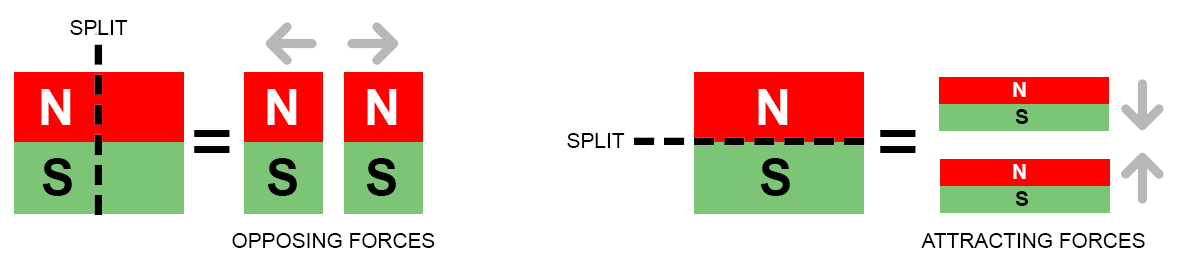 SPLIT
N
S
=
N N
S S
OPPOSING FORCES
SPLIT
N
S
=
N
S
N
S
ATTRACTING FORCES